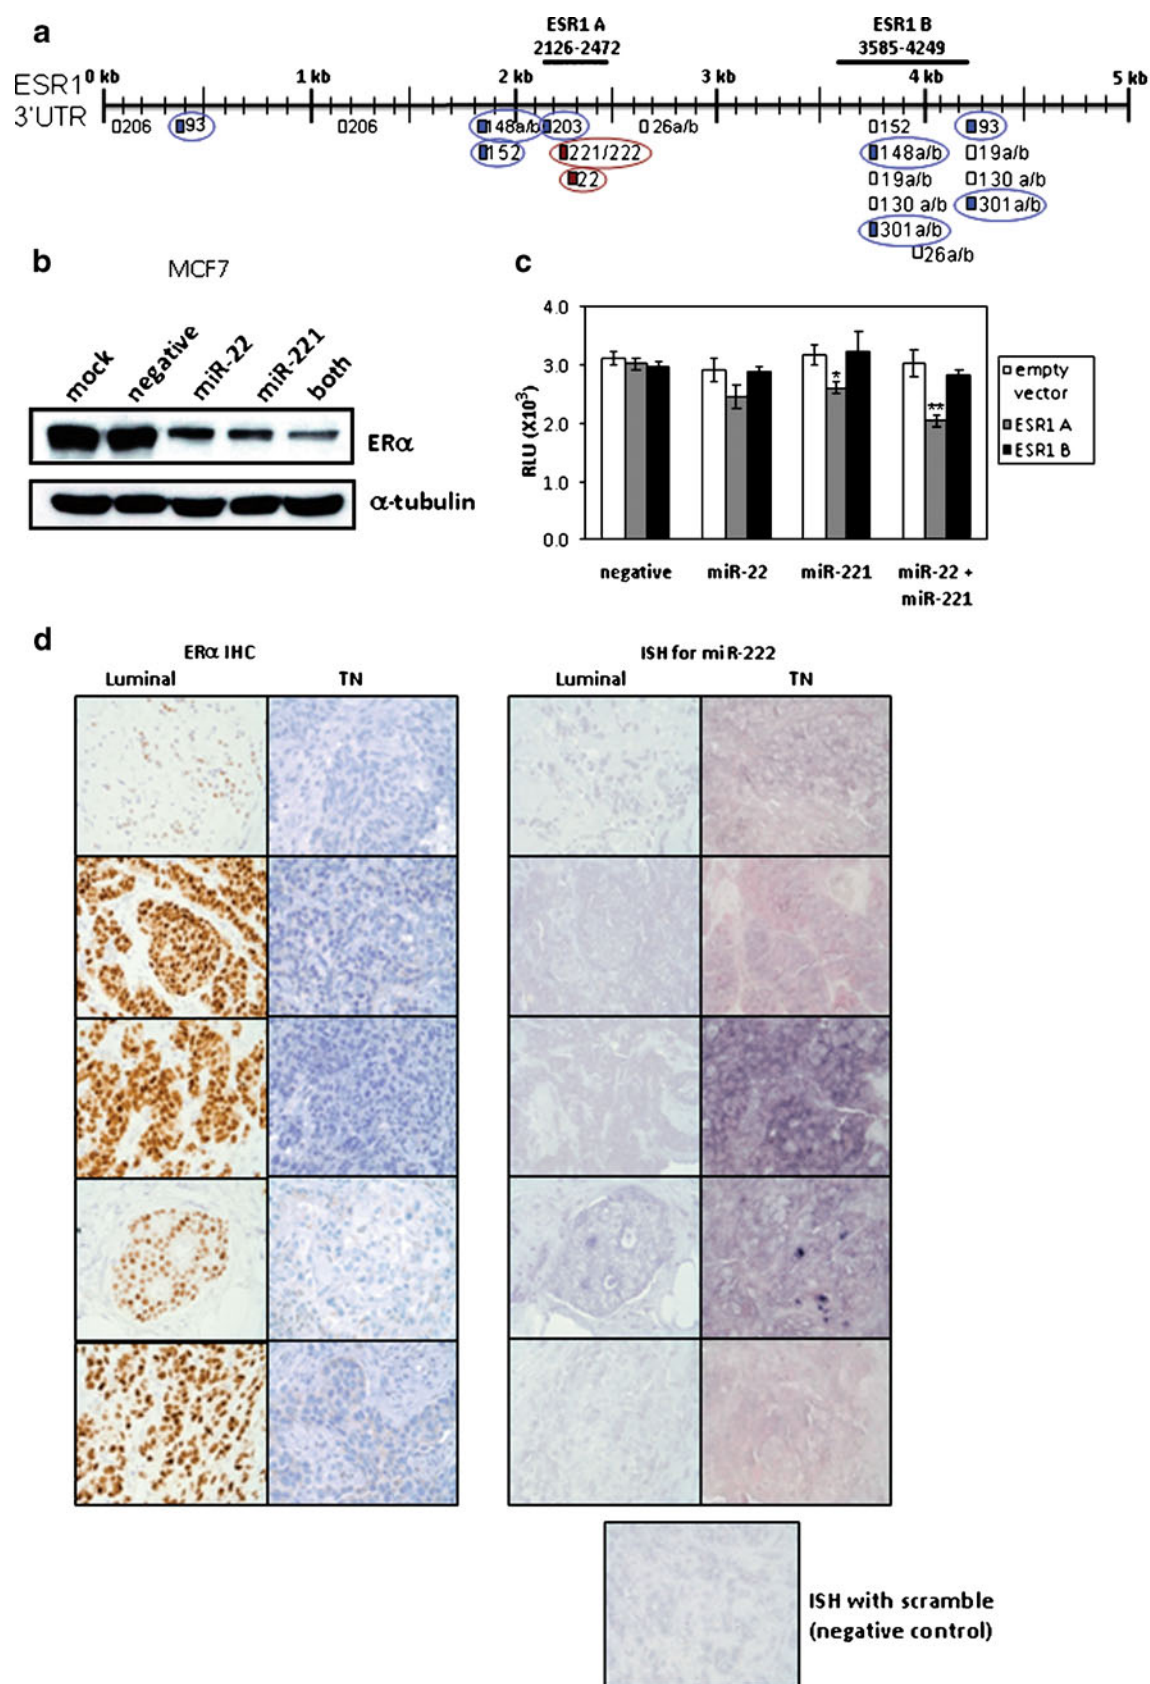 a
ESR1 A
2126-2472
ESR1 B
3585-4249
ESR1
3'UTR
0 kb 1 kb 2 kb 3 kb 4 kb 5 kb
206 93 206 148a/b 203 26a/b 152 93
152 221/222 148a/b 19a/b
22 19a/b 130 a/b
130 a/b 301a/b
301a/b
26a/b
b
MCF7
mock negative miR-22 miR-221 both
ERα
α-tubulin
c
4.0
3.0
2.0
1.0
0.0
RLU (X10³)
* **
negative miR-22 miR-221 miR-22 +
miR-221
empty
vector
ESR1 A
ESR1 B
d
ERα IHC
Luminal TN
ISH for miR-222
Luminal TN
ISH with scramble
(negative control)